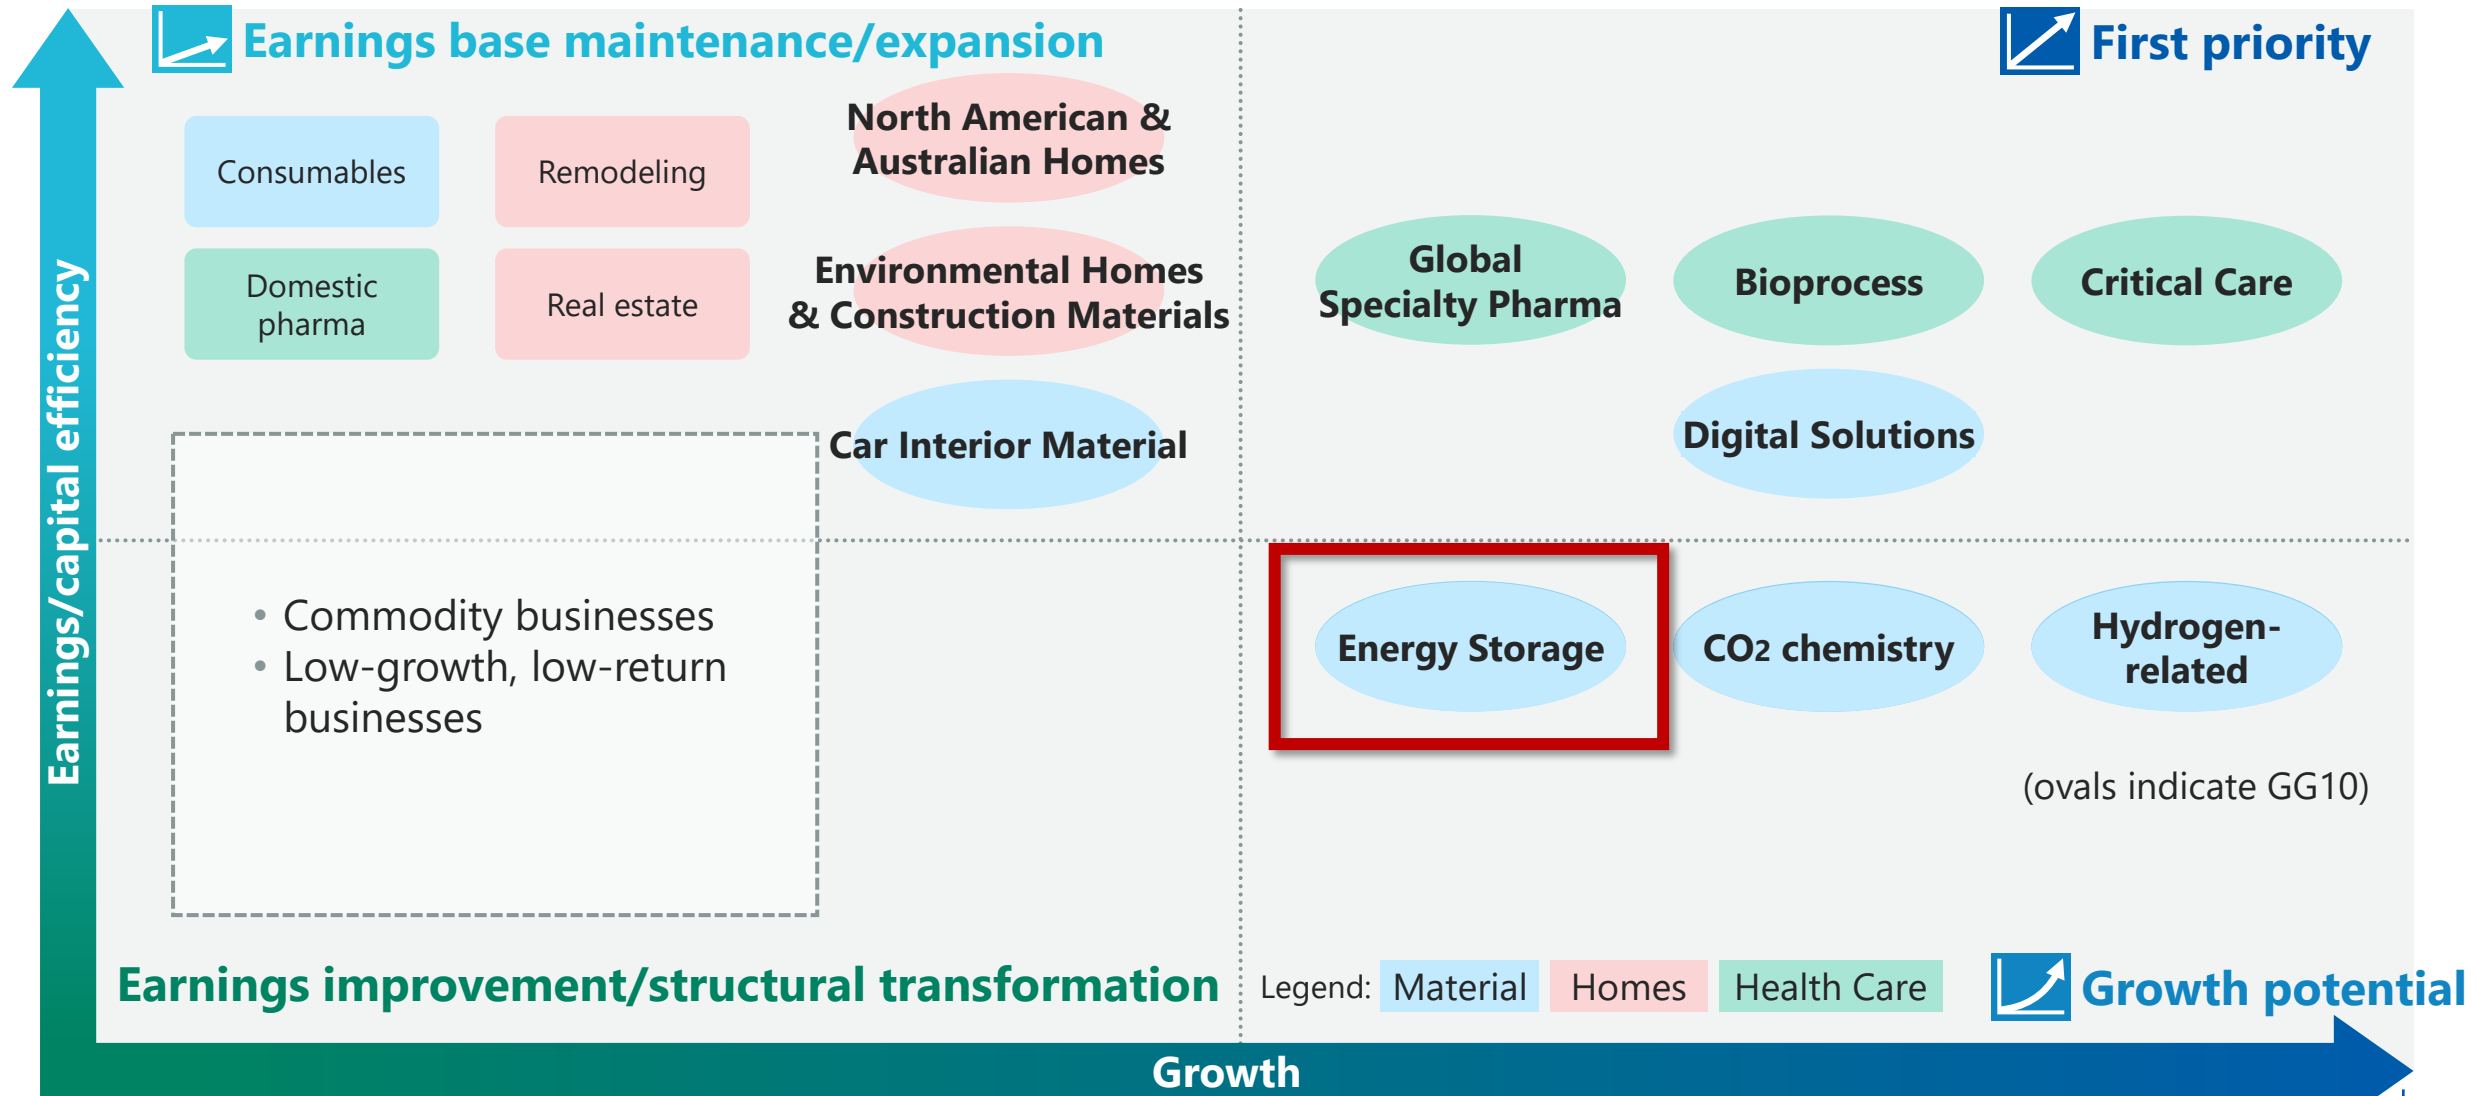 Earnings base maintenance/expansion
First priority
Earnings/capital efficiency
Consumables
Remodeling
North American &
Australian Homes
Domestic
pharma
Real estate
Environmental Homes
& Construction Materials
Car Interior Material
Global
Specialty Pharma
Bioprocess
Critical Care
Digital Solutions
• Commodity businesses
• Low-growth, low-return
businesses
Energy Storage
CO2 chemistry
Hydrogen-
related
(ovals indicate GG10)
Earnings improvement/structural transformation
Legend:
Material
Homes
Health Care
Growth potential
Growth